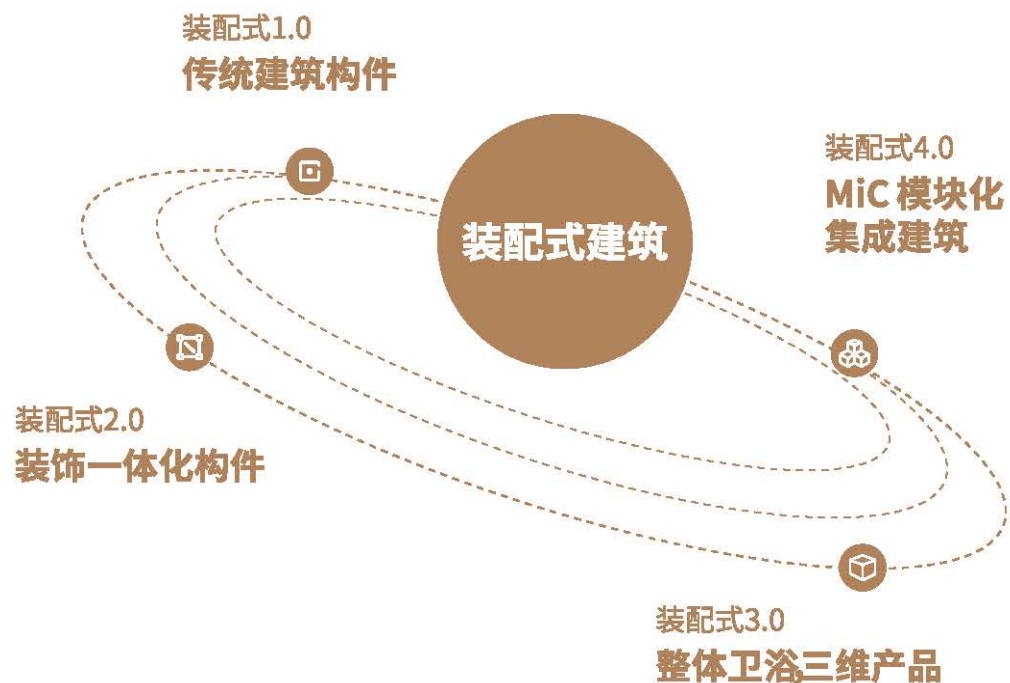 装配式1.0
传统建筑构件
装配式建筑
装配式4.0
MiC 模块化
集成建筑
装配式2.0
装饰一体化构件
装配式3.0
整体卫浴,三维产品